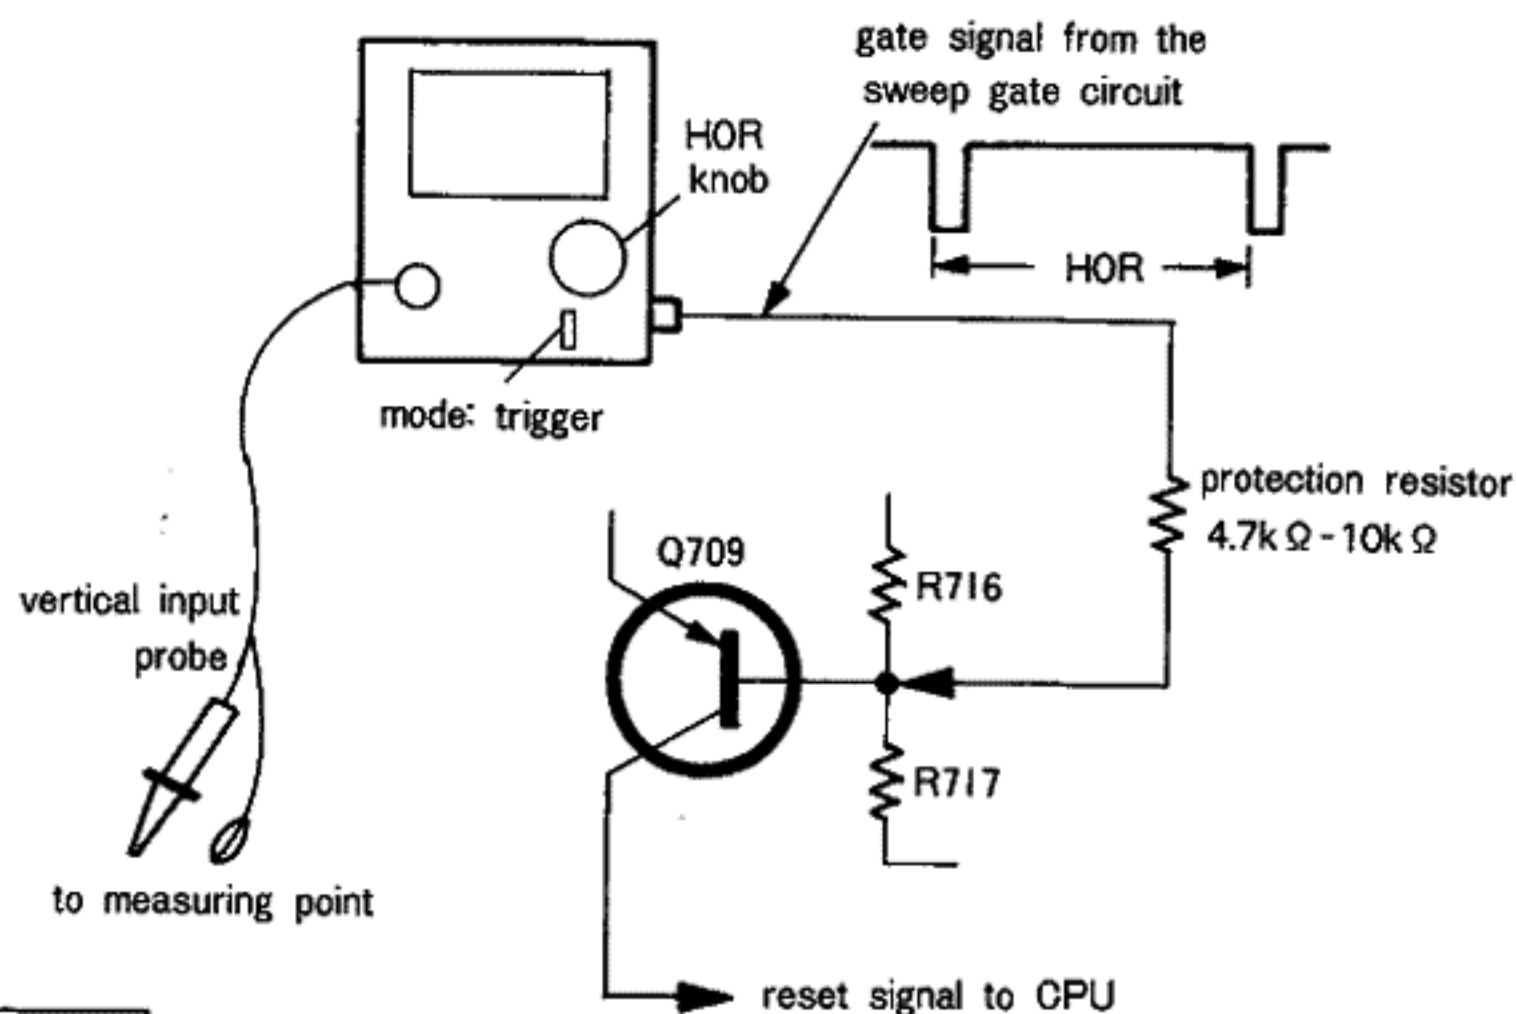 gate signal from the
sweep gate circuit
HOR
knob
HOR
mode: trigger
protection resistor
4.7kΩ-10kΩ
Q709
R716
vertical input
probe
R717
to measuring point
reset signal to CPU